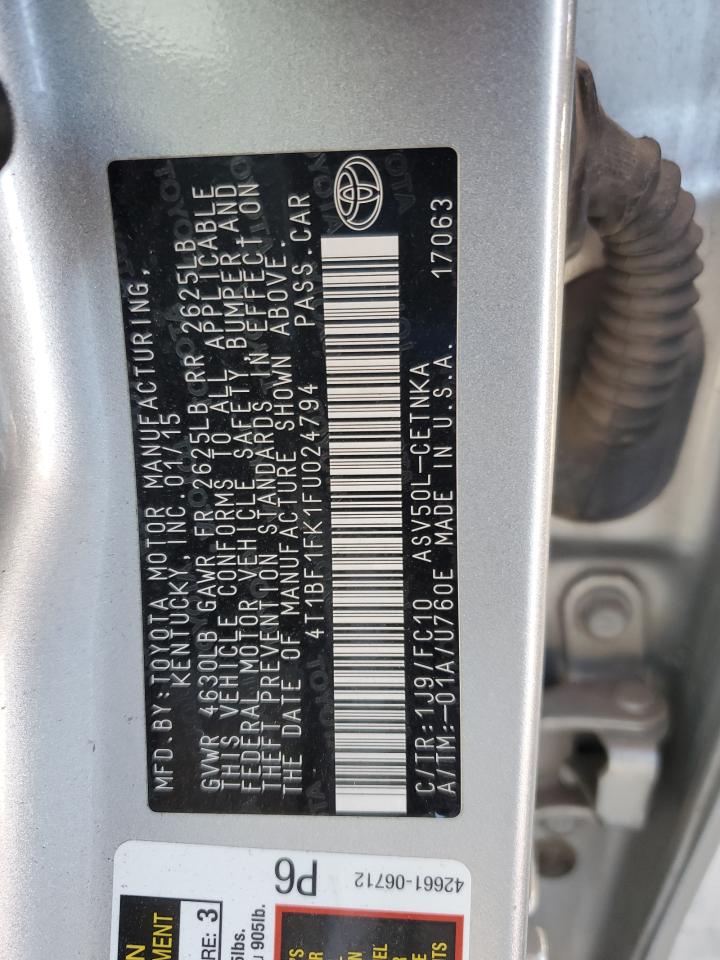 MFD.BY:TOYOTA MOTOR MANUFACTURING,
KENTUCKY, INC.01/15
GVWR 4630LB GAWR FR 2625LB RR 2625LB
THIS VEHICLE CONFORMS TO ALL APPLICABLE
FEDERAL MOTOR VEHICLE SAFETY,BUMPER,AND
THEFT PREVENTION STANDARDS IN EFFECT ON
THE DATE OF MANUFACTURE SHOWN ABOVE.
4T1BF1FK1FU024794 PASS.CAR
C/TR:1J9/FC10 ASV50L-CETNKA
A/TM:-01A/U760E MADE IN U.S.A. 17063
P6
42661-06712
RE: 3
905lb.